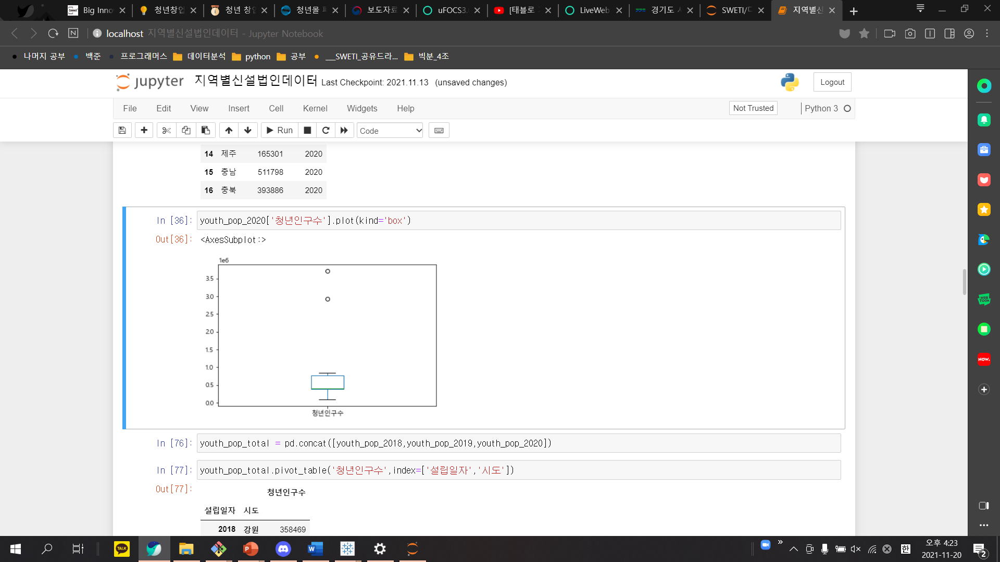 Big Inno
청년창업
청년 창
청년몰
보도자료
uFOCS3.
[태블로
LiveWeb
경기도
SWETI/
지역별신
localhost 지역별신설법인데이터 - Jupyter Notebook
나머지 공부 백준 프로그래머스 데이터분석 python 공부 ___SWETI_공유드라... 빅분_4조
jupyter 지역별신설법인데이터 Last Checkpoint: 2021.11.13 (unsaved changes) Logout
File Edit View Insert Cell Kernel Widgets Help Not Trusted Python 3
Run Code
14 제주 165301 2020
15 충남 511798 2020
16 충북 393886 2020
In [36]: youth_pop_2020['청년인구수'].plot(kind='box')
Out[36]: <AxesSubplot:>
1e6
3.5
3.0
2.5
2.0
1.5
1.0
0.5
0.0
청년인구수
In [76]: youth_pop_total = pd.concat([youth_pop_2018,youth_pop_2019,youth_pop_2020])
In [77]: youth_pop_total.pivot_table('청년인구수',index=['설립일자','시도'])
Out[77]:
청년인구수
설립일자 시도
2018 강원 358469
WEB
TOON
NOW.
TALK
한
오후 4:23
2021-11-20
2